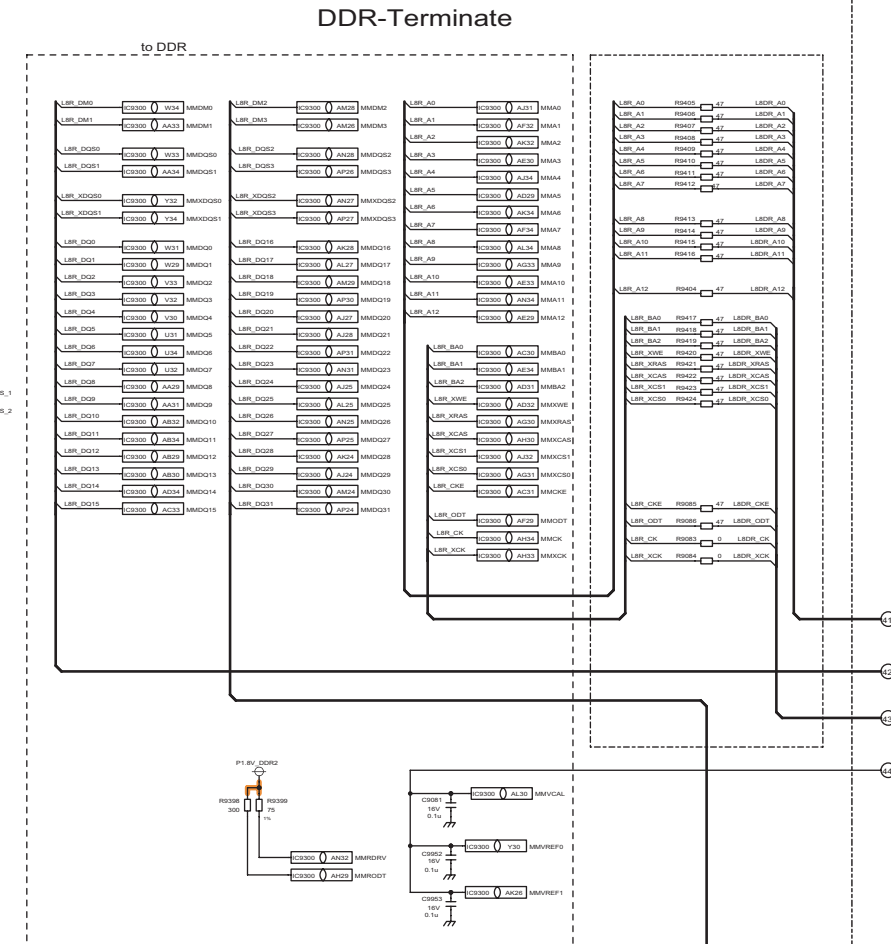 DDR-Terminate
to DDR
L8R_DM0 IC9300 W34 MMDM0
L8R_DM1 IC9300 AA33 MMDM1
L8R_DQS0 IC9300 W33 MMDQS0
L8R_DQS1 IC9300 AA34 MMDQS1
L8R_XDQS0 IC9300 Y32 MMXDQS0
L8R_XDQS1 IC9300 Y34 MMXDQS1
L8R_DQ0 IC9300 W31 MMDQ0
L8R_DQ1 IC9300 W29 MMDQ1
L8R_DQ2 IC9300 V33 MMDQ2
L8R_DQ3 IC9300 V32 MMDQ3
L8R_DQ4 IC9300 V30 MMDQ4
L8R_DQ5 IC9300 U31 MMDQ5
L8R_DQ6 IC9300 U34 MMDQ6
L8R_DQ7 IC9300 U32 MMDQ7
L8R_DQ8 IC9300 AA29 MMDQ8
L8R_DQ9 IC9300 AA31 MMDQ9
L8R_DQ10 IC9300 AB32 MMDQ10
L8R_DQ11 IC9300 AB34 MMDQ11
L8R_DQ12 IC9300 AB29 MMDQ12
L8R_DQ13 IC9300 AB30 MMDQ13
L8R_DQ14 IC9300 AD34 MMDQ14
L8R_DQ15 IC9300 AC33 MMDQ15
S_1
S_2
L8R_DM2 IC9300 AM28 MMDM2
L8R_DM3 IC9300 AM26 MMDM3
L8R_DQS2 IC9300 AN28 MMDQS2
L8R_DQS3 IC9300 AP26 MMDQS3
L8R_XDQS2 IC9300 AN27 MMXDQS2
L8R_XDQS3 IC9300 AP27 MMXDQS3
L8R_DQ16 IC9300 AK28 MMDQ16
L8R_DQ17 IC9300 AL27 MMDQ17
L8R_DQ18 IC9300 AM29 MMDQ18
L8R_DQ19 IC9300 AP30 MMDQ19
L8R_DQ20 IC9300 AJ27 MMDQ20
L8R_DQ21 IC9300 AJ28 MMDQ21
L8R_DQ22 IC9300 AP31 MMDQ22
L8R_DQ23 IC9300 AN31 MMDQ23
L8R_DQ24 IC9300 AJ25 MMDQ24
L8R_DQ25 IC9300 AL25 MMDQ25
L8R_DQ26 IC9300 AN25 MMDQ26
L8R_DQ27 IC9300 AP25 MMDQ27
L8R_DQ28 IC9300 AK24 MMDQ28
L8R_DQ29 IC9300 AJ24 MMDQ29
L8R_DQ30 IC9300 AM24 MMDQ30
L8R_DQ31 IC9300 AP24 MMDQ31
L8R_A0 IC9300 AJ31 MMA0
L8R_A1 IC9300 AF32 MMA1
L8R_A2 IC9300 AK32 MMA2
L8R_A3 IC9300 AE30 MMA3
L8R_A4 IC9300 AJ34 MMA4
L8R_A5 IC9300 AD29 MMA5
L8R_A6 IC9300 AK34 MMA6
L8R_A7 IC9300 AF34 MMA7
L8R_A8 IC9300 AL34 MMA8
L8R_A9 IC9300 AG33 MMA9
L8R_A10 IC9300 AE33 MMA10
L8R_A11 IC9300 AN34 MMA11
L8R_A12 IC9300 AE29 MMA12
L8R_BA0 IC9300 AC30 MMBA0
L8R_BA1 IC9300 AE34 MMBA1
L8R_BA2 IC9300 AD31 MMBA2
L8R_XWE IC9300 AD32 MMXWE
L8R_XRAS IC9300 AG30 MMXRAS
L8R_XCAS IC9300 AH30 MMXCAS
L8R_XCS1 IC9300 AJ32 MMXCS1
L8R_XCS0 IC9300 AG31 MMXCS0
L8R_CKE IC9300 AC31 MMCKE
L8R_ODT IC9300 AF29 MMODT
L8R_CK IC9300 AH34 MMCK
L8R_XCK IC9300 AH33 MMXCK
L8R_A0 R9405 47 L8DR_A0
L8R_A1 R9406 47 L8DR_A1
L8R_A2 R9407 47 L8DR_A2
L8R_A3 R9408 47 L8DR_A3
L8R_A4 R9409 47 L8DR_A4
L8R_A5 R9410 47 L8DR_A5
L8R_A6 R9411 47 L8DR_A6
L8R_A7 R9412 47 L8DR_A7
L8R_A8 R9413 47 L8DR_A8
L8R_A9 R9414 47 L8DR_A9
L8R_A10 R9415 47 L8DR_A10
L8R_A11 R9416 47 L8DR_A11
L8R_A12 R9404 47 L8DR_A12
L8R_BA0 R9417 47 L8DR_BA0
L8R_BA1 R9418 47 L8DR_BA1
L8R_BA2 R9419 47 L8DR_BA2
L8R_XWE R9420 47 L8DR_XWE
L8R_XRAS R9421 47 L8DR_XRAS
L8R_XCAS R9422 47 L8DR_XCAS
L8R_XCS1 R9423 47 L8DR_XCS1
L8R_XCS0 R9424 47 L8DR_XCS0
L8R_CKE R9085 47 L8DR_CKE
L8R_ODT R9086 47 L8DR_ODT
L8R_CK R9083 0 L8DR_CK
L8R_XCK R9084 0 L8DR_XCK
41
42
43
44
P1.8V_DDR2
R9398 R9399
300 75
1%
IC9300 AN32 MMRDRV
IC9300 AH29 MMRODT
IC9300 AL30 MMVCAL
C9081
16V
0.1u
IC9300 Y30 MMVREF0
C9952
16V
0.1u
IC9300 AK26 MMVREF1
C9953
16V
0.1u